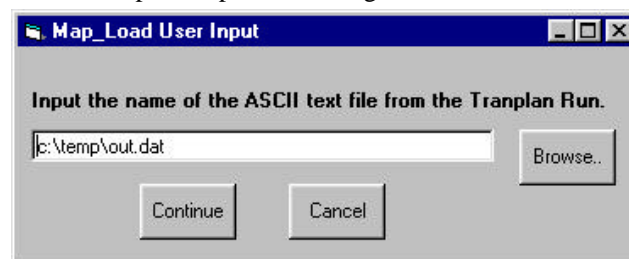 Map_Load User Input
Input the name of the ASCII text file from the Tranplan Run.
c:\temp\out.dat
Browse..
Continue
Cancel